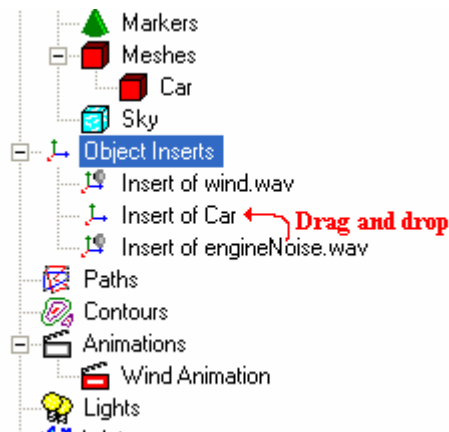 Markers
Meshes
Car
Sky
Object Inserts
Insert of wind.wav
Insert of Car Drag and drop
Insert of engineNoise.wav
Paths
Contours
Animations
Wind Animation
Lights